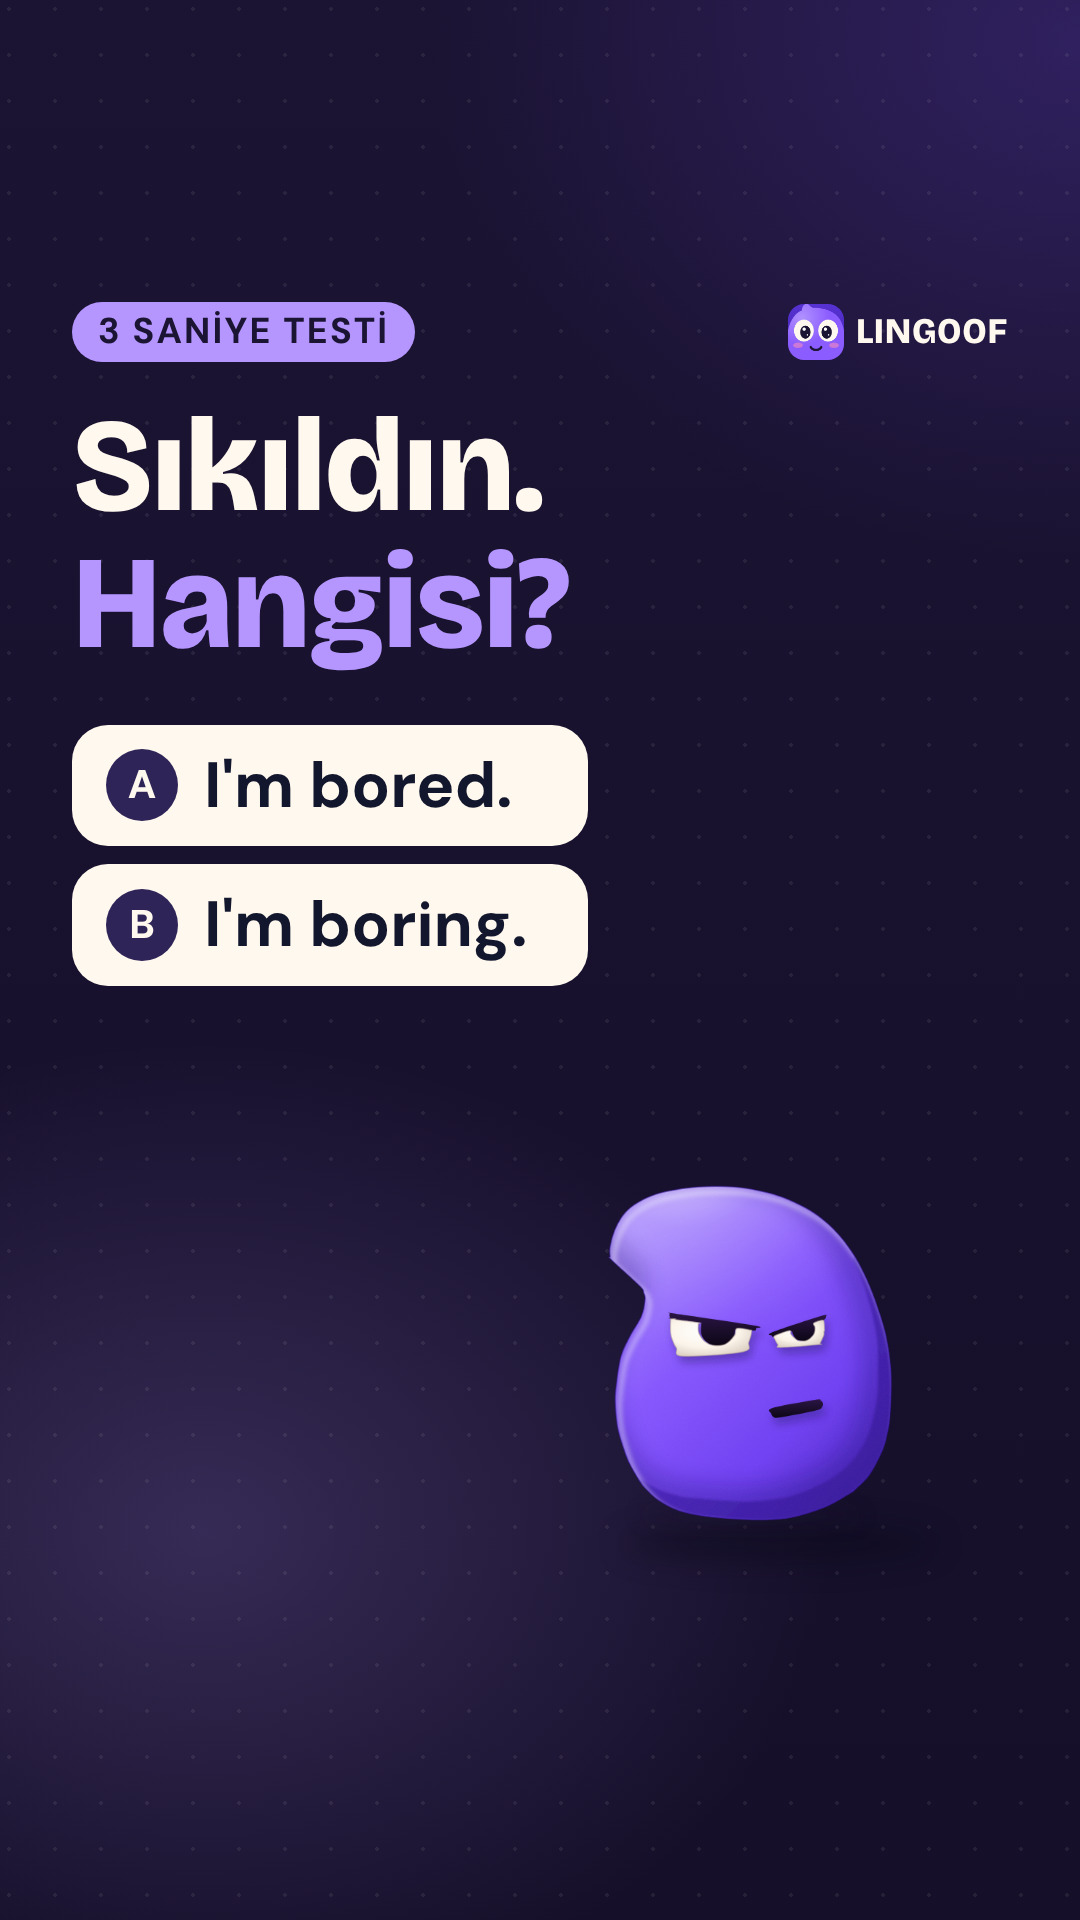 3 SANİYE TESTİ
LINGOOF
Sıkıldın.
Hangisi?
A I'm bored.
B I'm boring.